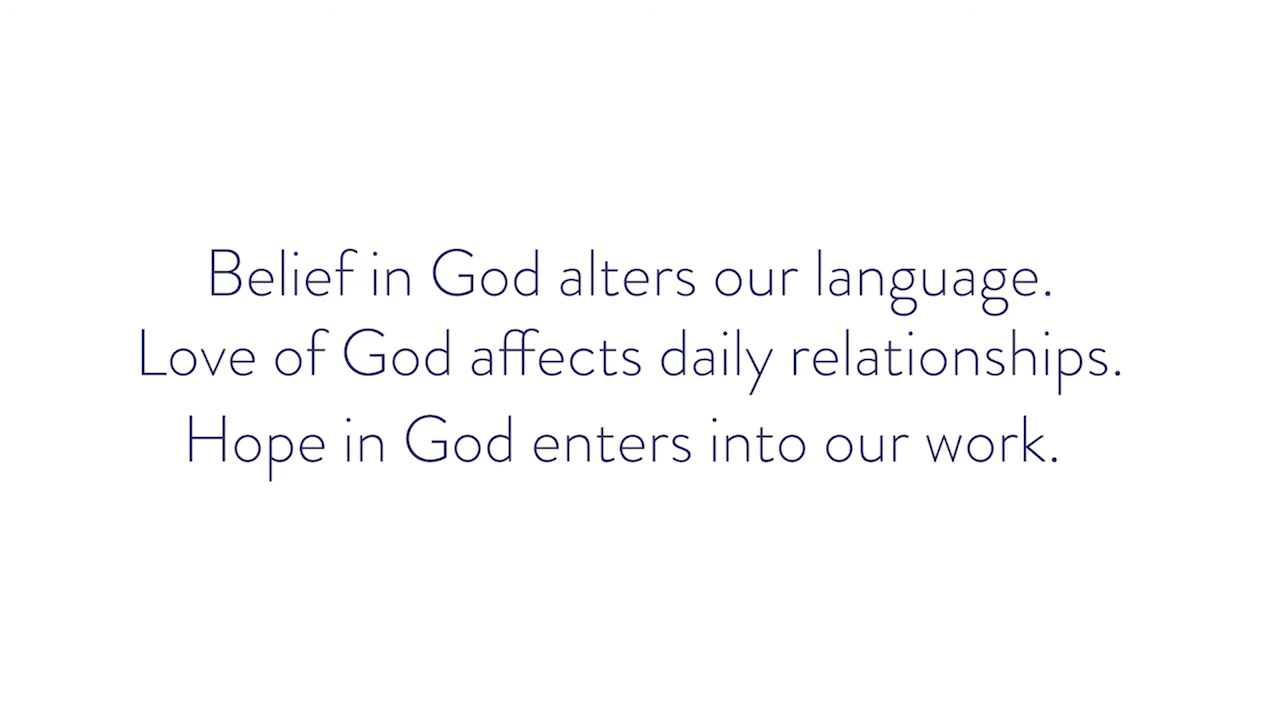 Belief in God alters our language.
Love of God affects daily relationships.
Hope in God enters into our work.